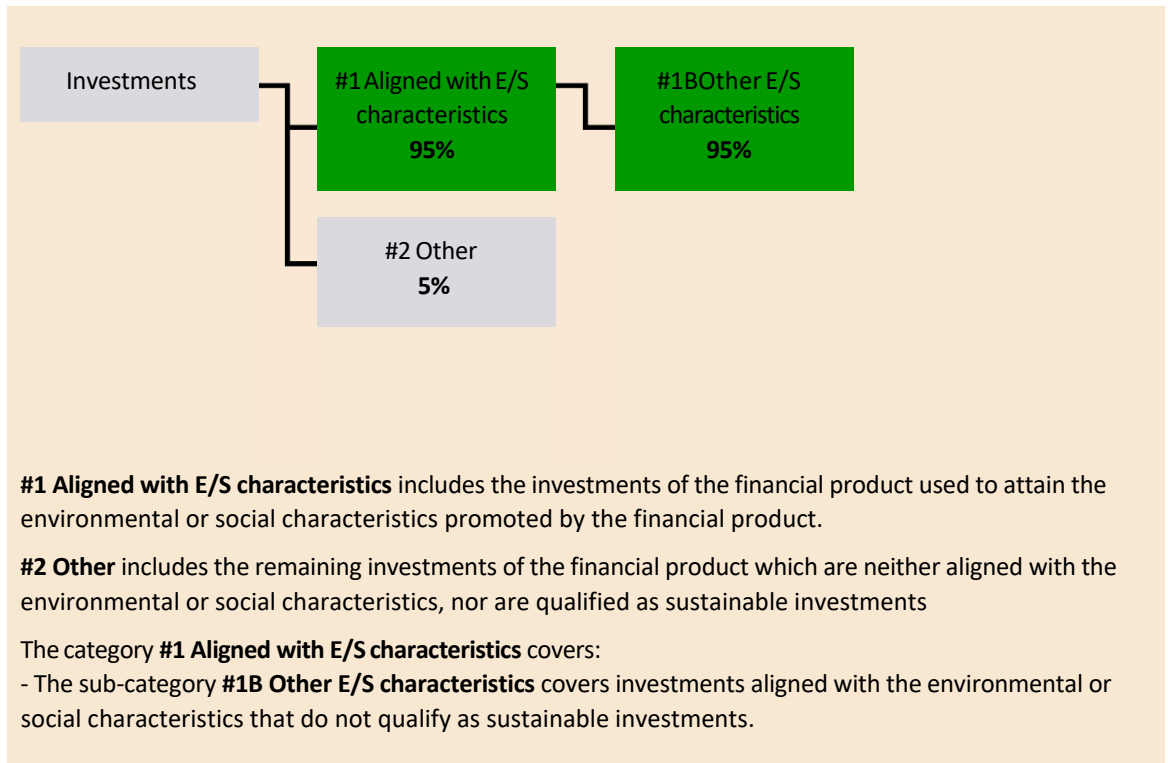 Investments
#1 Aligned with E/S
characteristics
95%
#1BOther E/S
characteristics
95%
#2 Other
5%
#1 Aligned with E/S characteristics includes the investments of the financial product used to attain the
environmental or social characteristics promoted by the financial product.
#2 Other includes the remaining investments of the financial product which are neither aligned with the
environmental or social characteristics, nor are qualified as sustainable investments
The category #1 Aligned with E/S characteristics covers:
- The sub-category #1B Other E/S characteristics covers investments aligned with the environmental or
social characteristics that do not qualify as sustainable investments.